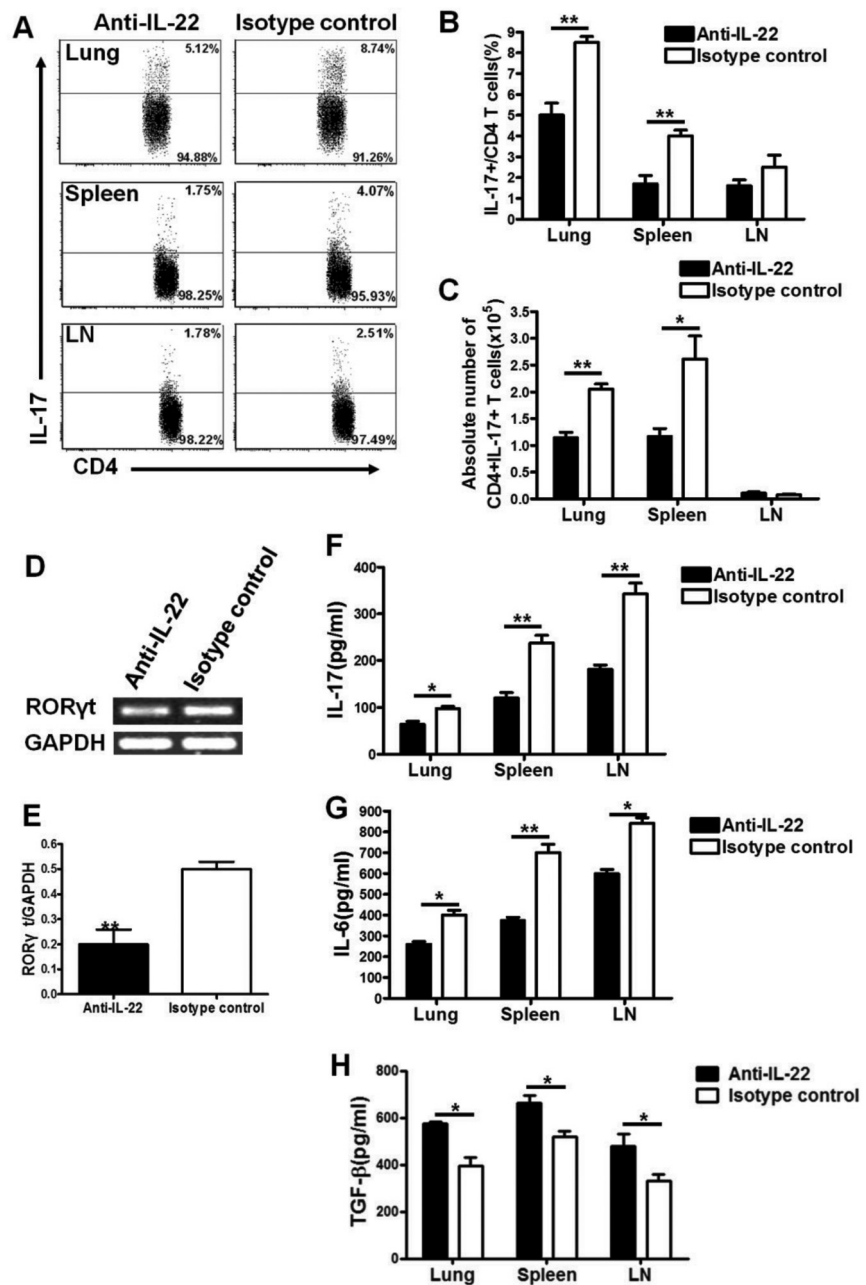 A
Anti-IL-22 Isotype control
Lung 5.12% 8.74%
94.88% 91.26%
Spleen 1.75% 4.07%
98.25% 95.93%
LN 1.78% 2.51%
98.22% 97.49%
IL-17
CD4
B
Anti-IL-22
Isotype control
IL-17+/CD4 T cells(%)
9
8
7
6
5
4
3
2
1
0
** **
Lung Spleen LN
C
Anti-IL-22
Isotype control
Absolute number of
CD4+IL-17+ T cells(x10⁵)
3.5
3.0
2.5
2.0
1.5
1.0
0.5
0.0
** *
Lung Spleen LN
D
Anti-IL-22 Isotype control
RORγt
GAPDH
E
RORγ t/GAPDH
0.6
0.5
0.4
0.3
0.2
0.1
0.0
**
Anti-IL-22 Isotype control
F
Anti-IL-22
Isotype control
IL-17(pg/ml)
400
300
200
100
0
* ** **
Lung Spleen LN
G
Anti-IL-22
Isotype control
IL-6(pg/ml)
900
800
700
600
500
400
300
200
100
0
* ** *
Lung Spleen LN
H
Anti-IL-22
Isotype control
TGF-β(pg/ml)
800
600
400
200
0
* * *
Lung Spleen LN